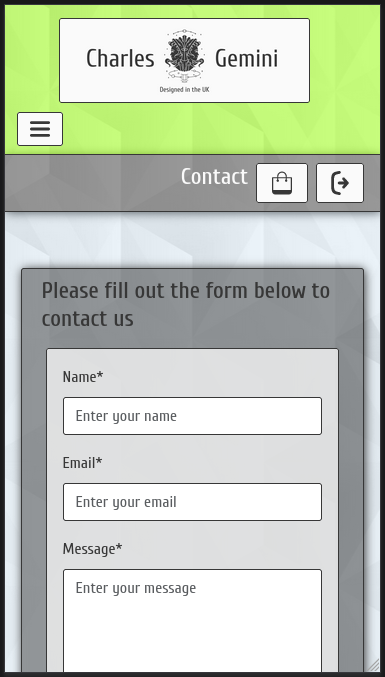 Charles Gemini
Designed in the UK
Contact
Please fill out the form below to
contact us
Name*
Enter your name
Email*
Enter your email
Message*
Enter your message